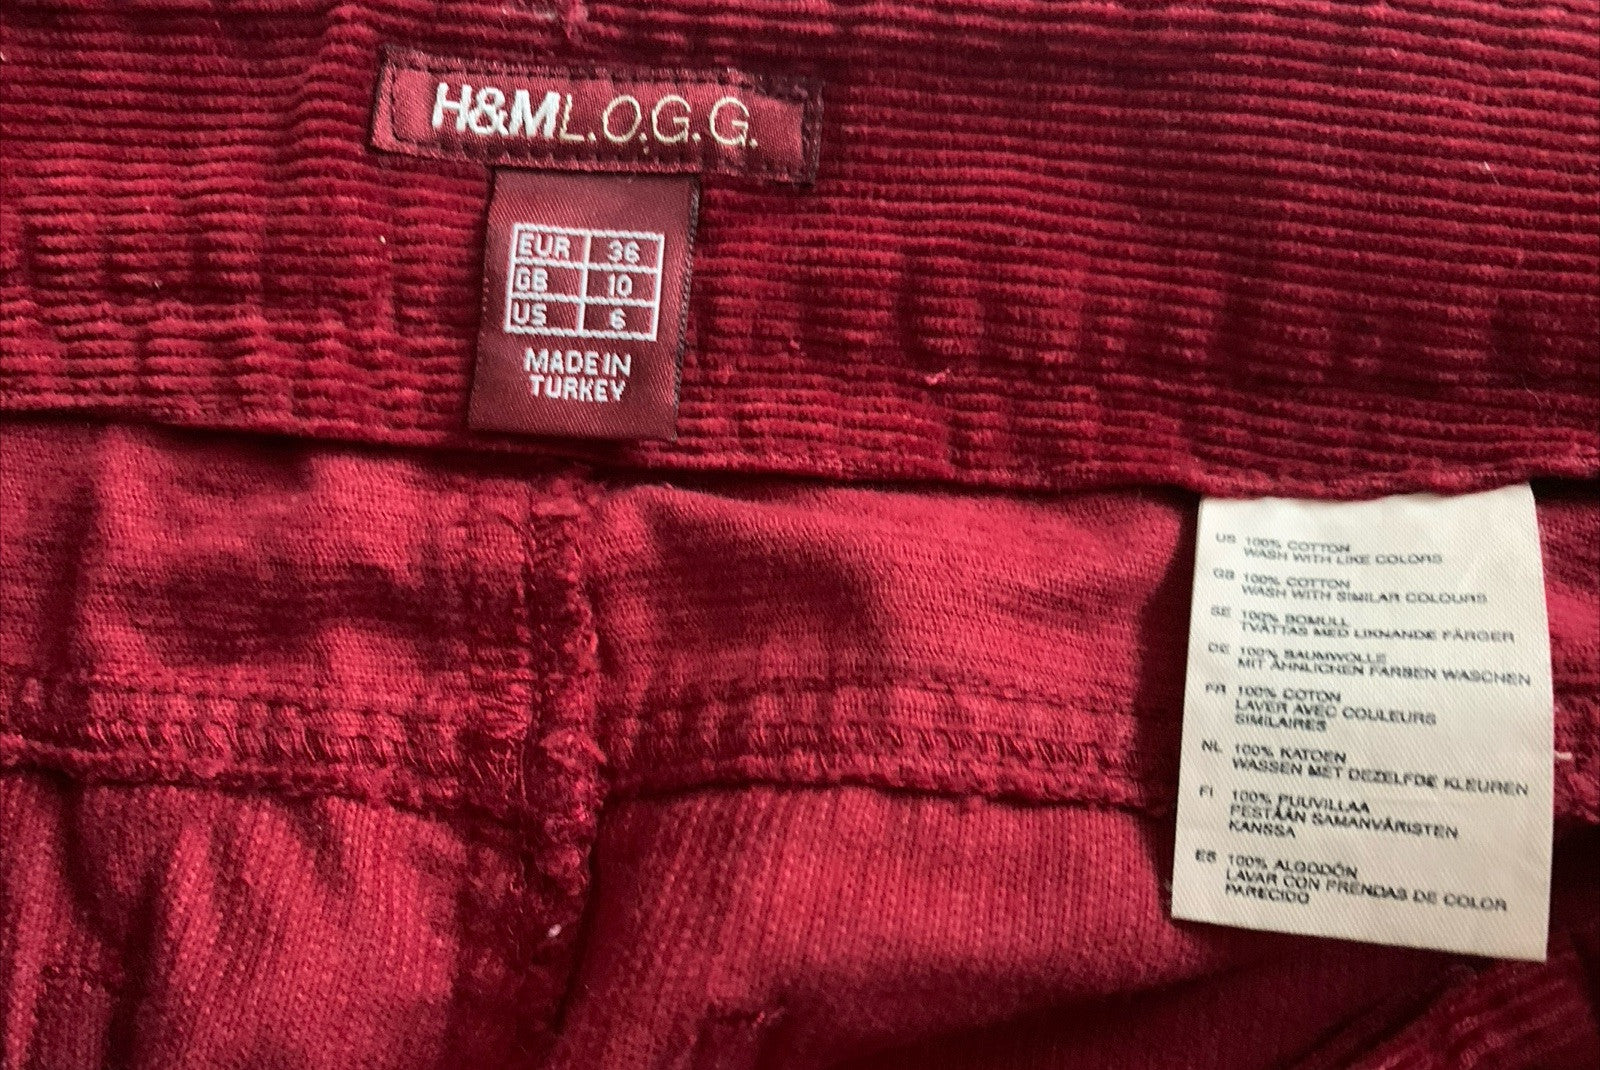 H&M L.O.G.G.
EUR 36
GB 10
US 6
MADE IN
TURKEY
US 100% COTTON
WASH WITH LIKE COLORS
GB 100% COTTON
WASH WITH SIMILAR COLOURS
SE 100% BOMULL
TVÄTTAS MED LIKNANDE FÄRGER
DE 100% BAUMWOLLE
MIT ÄHNLICHEN FARBEN WASCHEN
FR 100% COTON
LAVER AVEC COULEURS
SIMILAIRES
NL 100% KATOEN
WASSEN MET DEZELFDE KLEUREN
FI 100% PUUVILLAA
PESTÄÄN SAMANVÄRISTEN
KANSSA
ES 100% ALGODÓN
LAVAR CON PRENDAS DE COLOR
PARECIDO